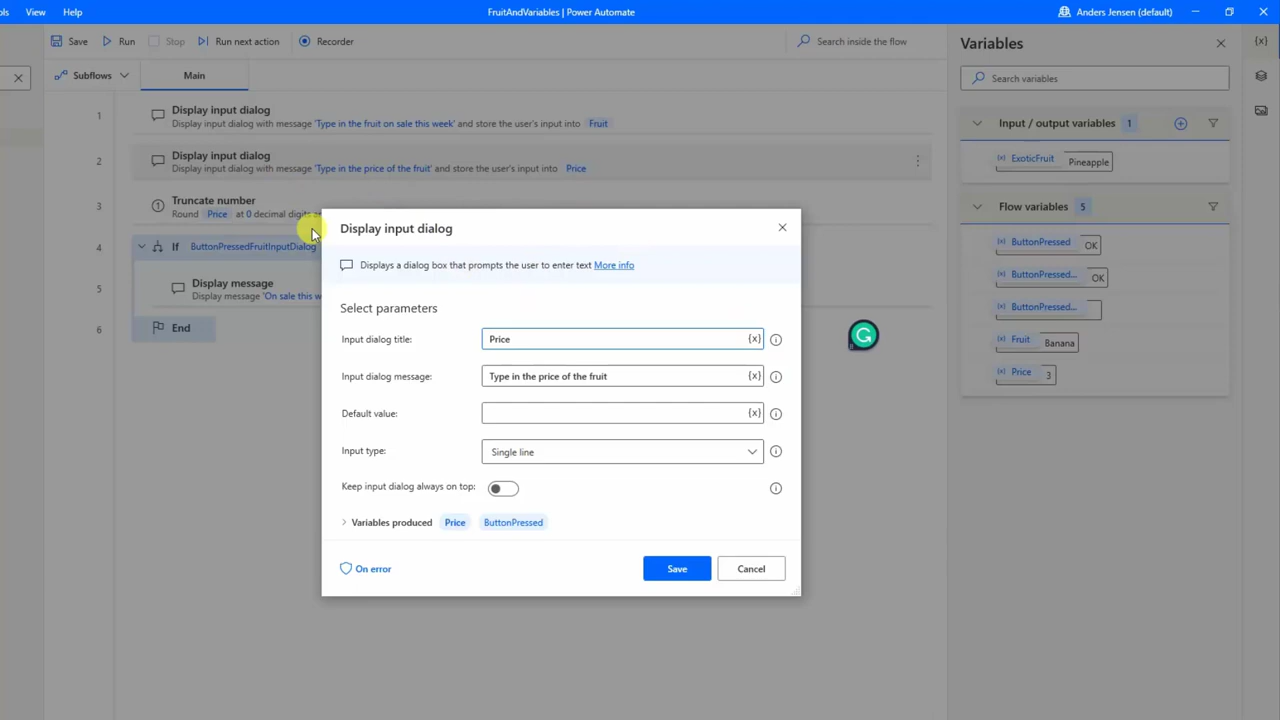 ols View Help FruitAndVariables | Power Automate Anders Jensen (default)
Save Run Stop Run next action Recorder Search inside the flow
Subflows Main
1 Display input dialog
Display input dialog with message 'Type in the fruit on sale this week' and store the user's input into Fruit
2 Display input dialog
Display input dialog with message 'Type in the price of the fruit' and store the user's input into Price
3 Truncate number
Round Price at 0 decimal digits
4 If ButtonPressedFruitInputDialog
5 Display message
Display message 'On sale this w
6 End
Display input dialog
Displays a dialog box that prompts the user to enter text More info
Select parameters
Input dialog title: Price {x}
Input dialog message: Type in the price of the fruit {x}
Default value: {x}
Input type: Single line
Keep input dialog always on top:
Variables produced Price ButtonPressed
On error Save Cancel
Variables
{x}
Search variables
Input / output variables 1
{x} ExoticFruit Pineapple
Flow variables 5
{x} ButtonPressed OK
{x} ButtonPressed... OK
{x} ButtonPressed...
{x} Fruit Banana
{x} Price 3